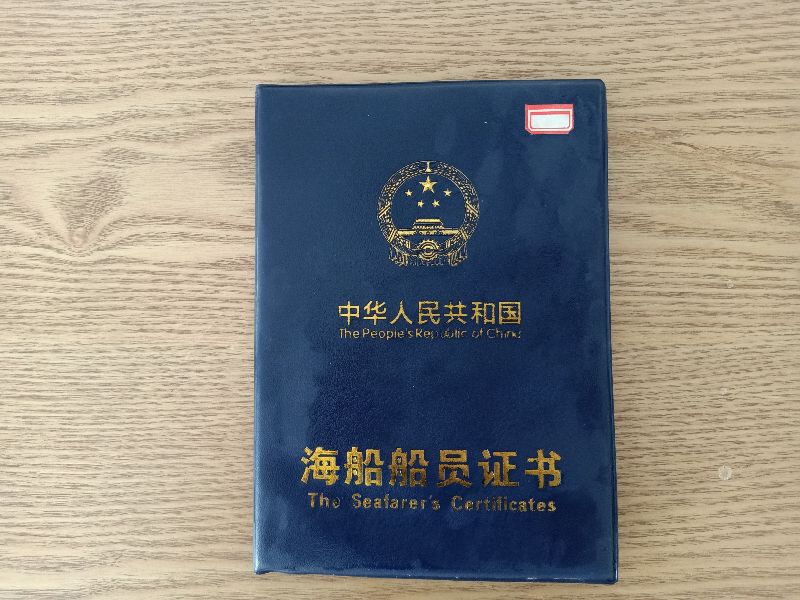 中华人民共和国
The People's Republic of China
海船船员证书
The Seafarer's Certificates